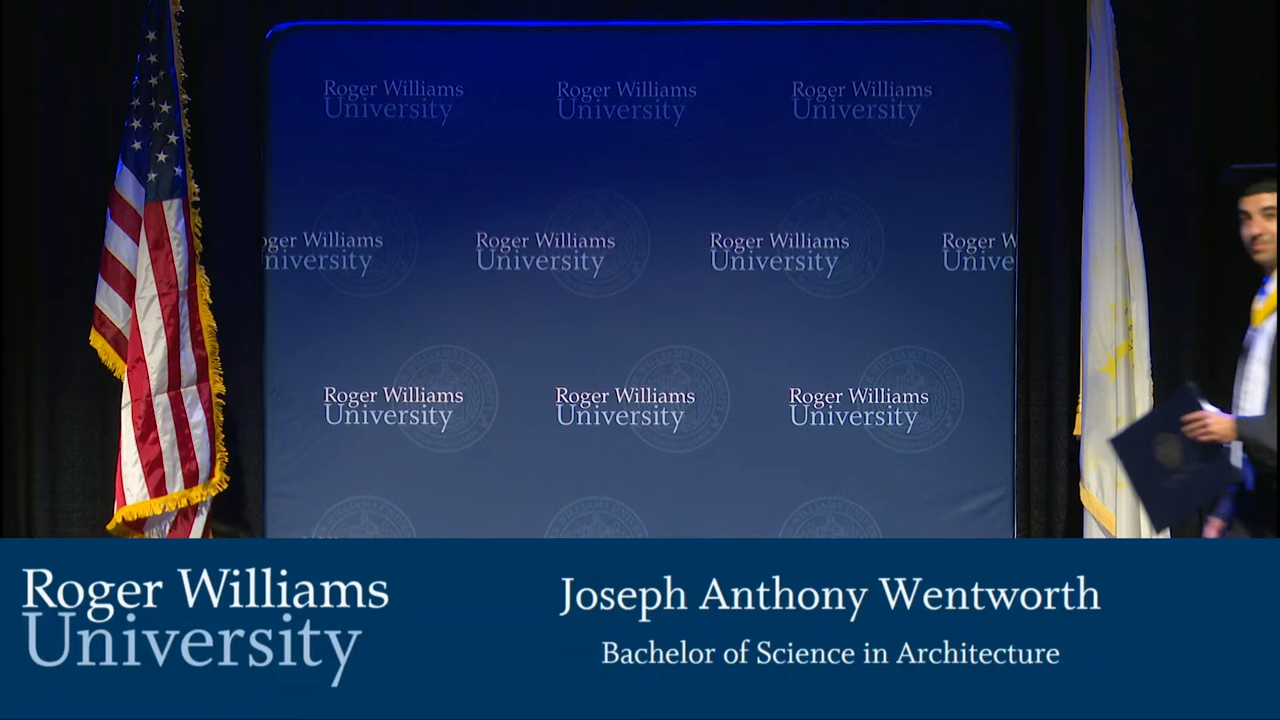 Roger Williams
University
Roger Williams
University
Roger Williams
University
oger Williams
niversity
Roger Williams
University
Roger Williams
University
Roger W
Unive
Roger Williams
University
Roger Williams
University
Roger Williams
University
Roger Williams
University
Joseph Anthony Wentworth
Bachelor of Science in Architecture